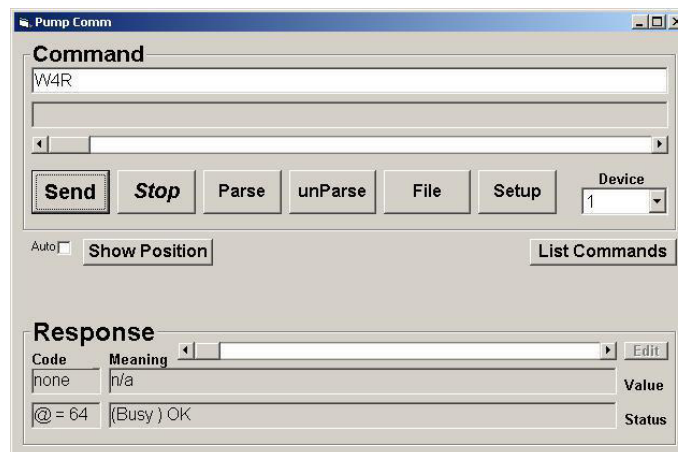 Pump Comm
Command
W4R
Send Stop Parse unParse File Setup Device 1
Auto Show Position List Commands
Response
Code Meaning Edit
none n/a Value
@ = 64 (Busy ) OK Status